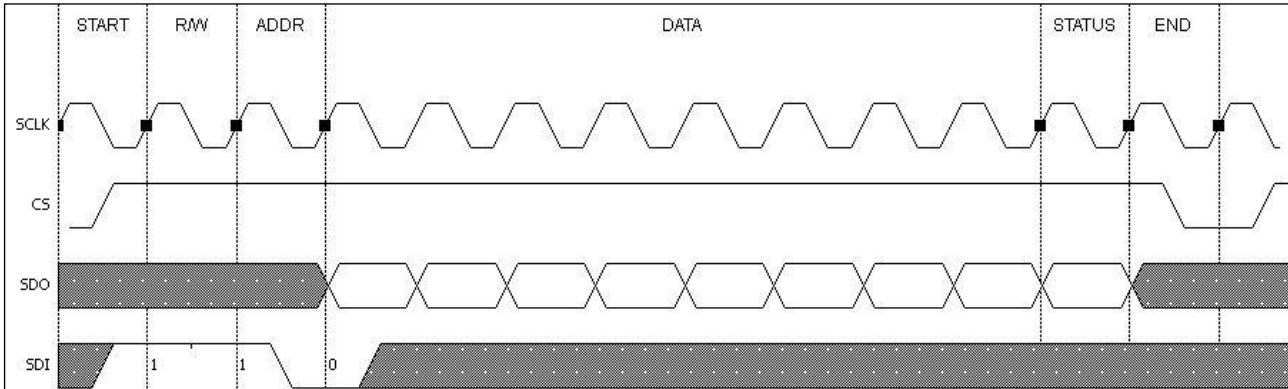 START R/W ADDR DATA STATUS END
SCLK
CS
SDO
SDI 1 1 0